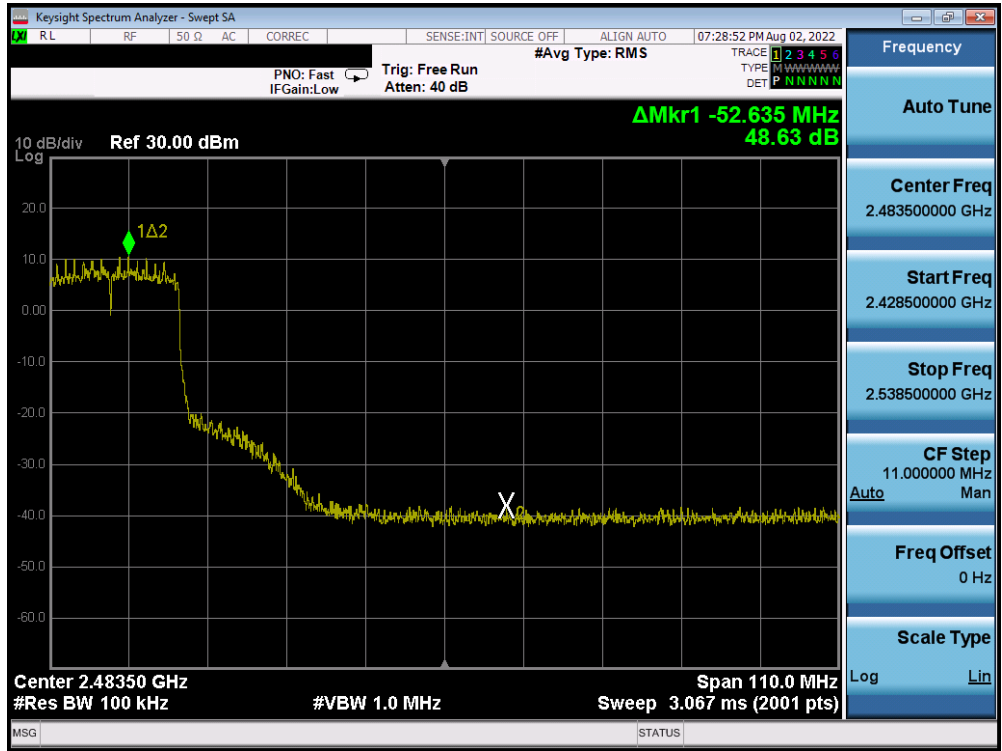 Keysight Spectrum Analyzer - Swept SA
LXI RL RF 50 Ω AC CORREC SENSE:INT SOURCE OFF ALIGN AUTO 07:28:52 PM Aug 02, 2022
#Avg Type: RMS
TRACE 1 2 3 4 5 6
PNO: Fast
Trig: Free Run
TYPE M WWWWW
IFGain:Low
Atten: 40 dB
DET P N N N N N
ΔMkr1 -52.635 MHz
48.63 dB
10 dB/div Ref 30.00 dBm
Log
20.0
1Δ2
10.0
0.00
-10.0
-20.0
-30.0
-40.0
X
2
-50.0
-60.0
Center 2.48350 GHz
Span 110.0 MHz
#Res BW 100 kHz
#VBW 1.0 MHz
Sweep 3.067 ms (2001 pts)
MSG
STATUS
Frequency
Auto Tune
Center Freq
2.483500000 GHz
Start Freq
2.428500000 GHz
Stop Freq
2.538500000 GHz
CF Step
11.000000 MHz
Auto Man
Freq Offset
0 Hz
Scale Type
Log Lin